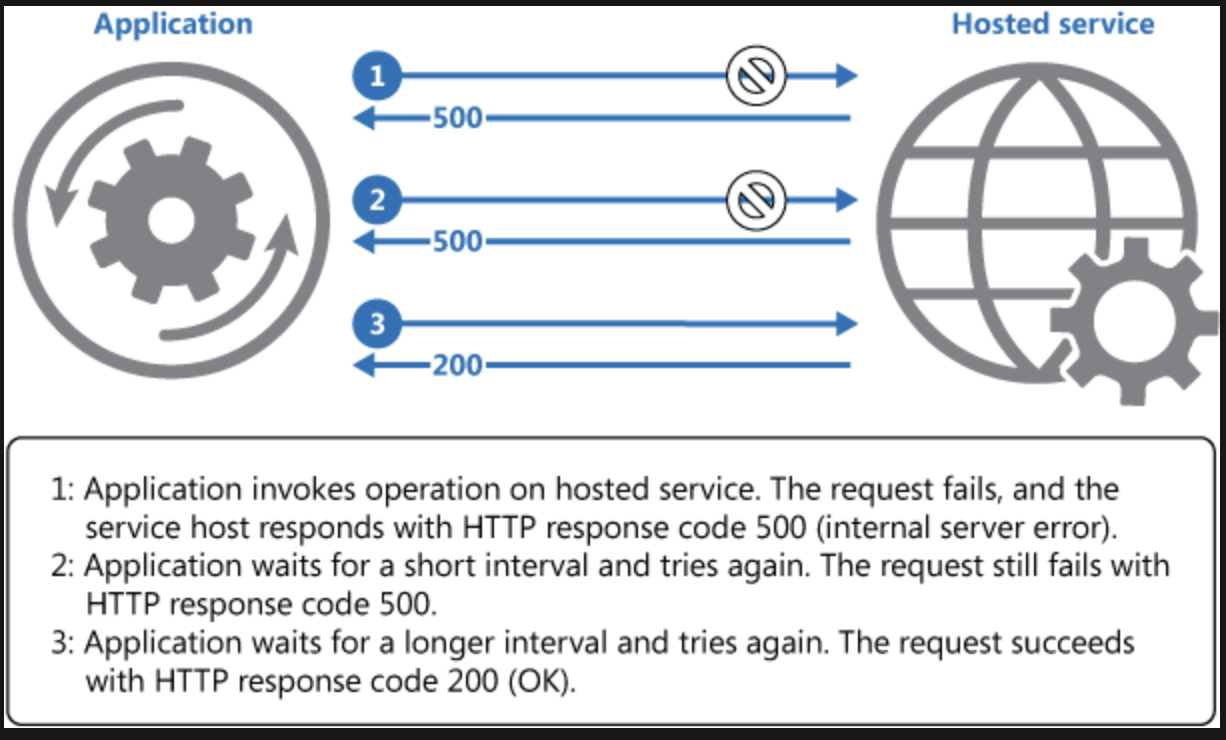 Application
Hosted service
1
500
2
500
3
200
1: Application invokes operation on hosted service. The request fails, and the
service host responds with HTTP response code 500 (internal server error).
2: Application waits for a short interval and tries again. The request still fails with
HTTP response code 500.
3: Application waits for a longer interval and tries again. The request succeeds
with HTTP response code 200 (OK).